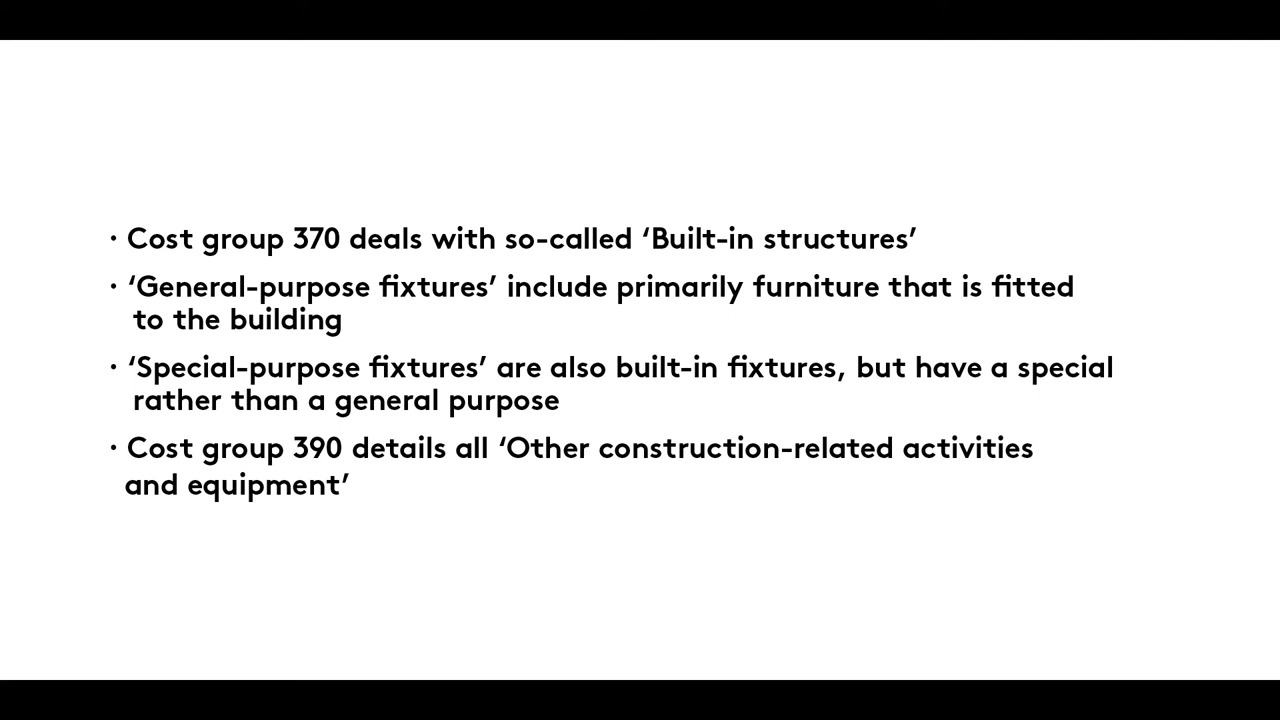 · Cost group 370 deals with so-called ‘Built-in structures’
· ‘General-purpose fixtures’ include primarily furniture that is fitted
to the building
· ‘Special-purpose fixtures’ are also built-in fixtures, but have a special
rather than a general purpose
· Cost group 390 details all ‘Other construction-related activities
and equipment’